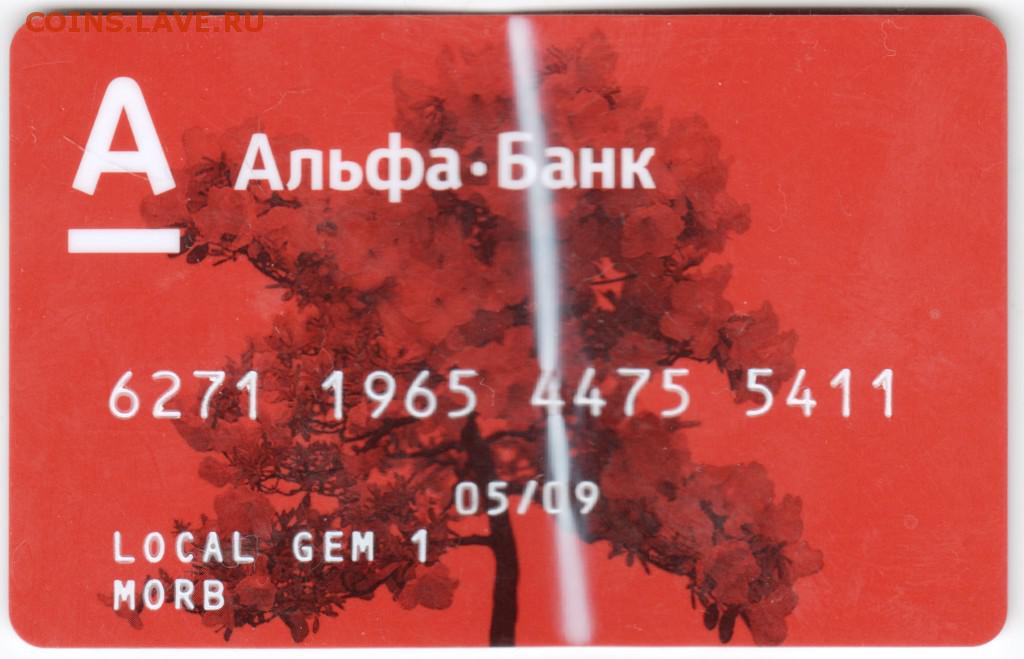 COINS.LAVE.RU
А
Альфа·Банк
6271 1965 4475 5411
05/09
LOCAL GEM 1
MORB